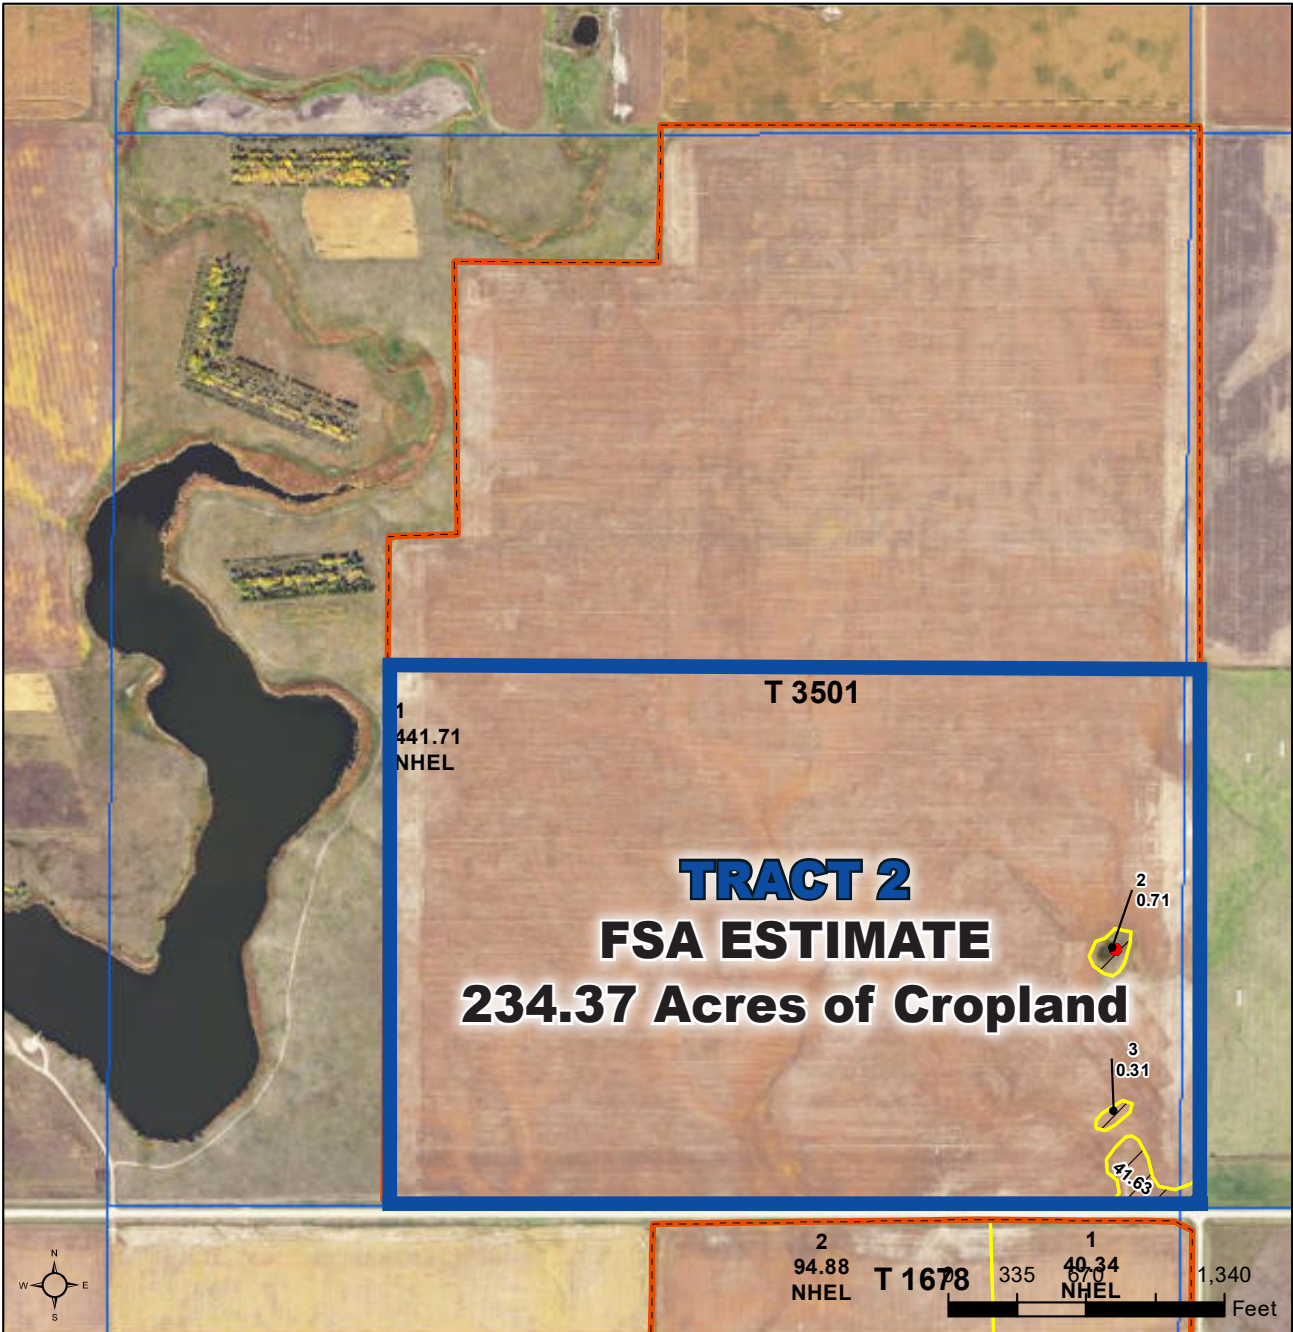 T 3501
1
441.71
NHEL
TRACT 2
FSA ESTIMATE
234.37 Acres of Cropland
2
0.71
3
0.31
41.63
2
94.88
NHEL
T 1678
1
40.34
NHEL
0 335 670 1,340
Feet
N
W E
S